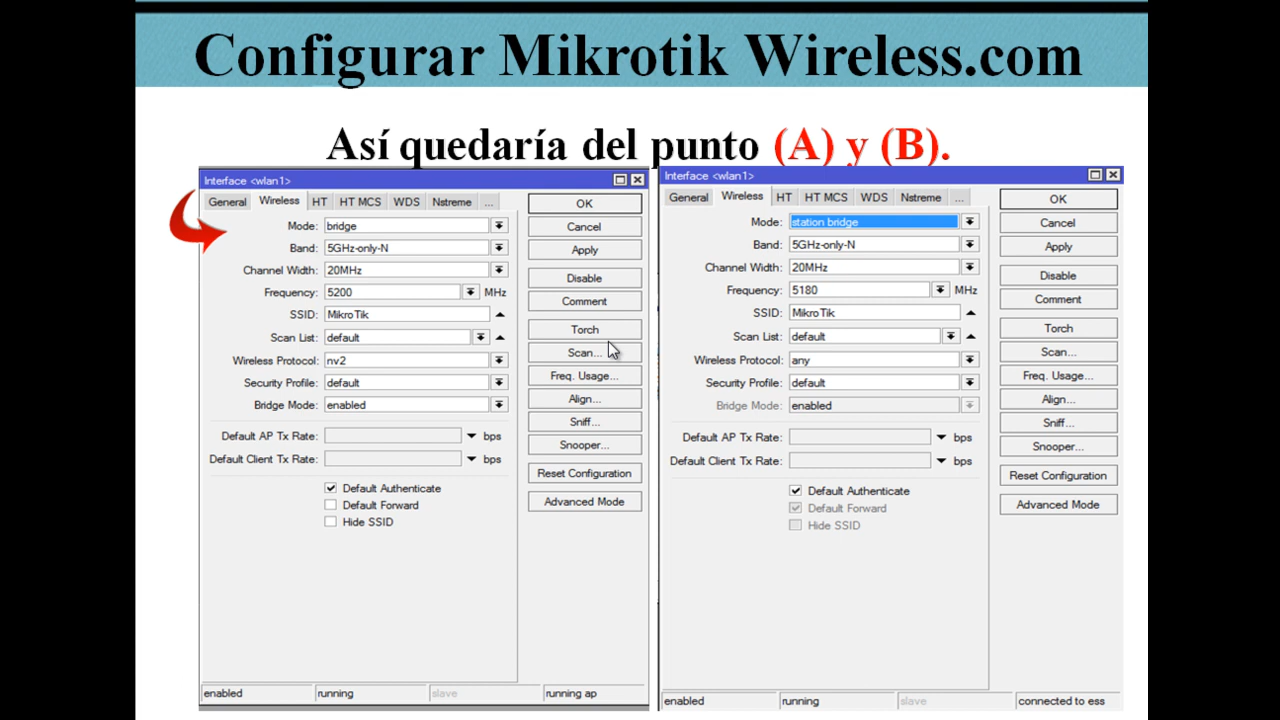 Configurar Mikrotik Wireless.com
Así quedaría del punto (A) y (B).
Interface <wlan1>
General Wireless HT HT MCS WDS Nstreme ...
Mode: bridge
Band: 5GHz-only-N
Channel Width: 20MHz
Frequency: 5200 MHz
SSID: MikroTik
Scan List: default
Wireless Protocol: nv2
Security Profile: default
Bridge Mode: enabled
Default AP Tx Rate: bps
Default Client Tx Rate: bps
Default Authenticate
Default Forward
Hide SSID
OK
Cancel
Apply
Disable
Comment
Torch
Scan...
Freq. Usage...
Align...
Sniff...
Snooper...
Reset Configuration
Advanced Mode
enabled running slave running ap
Interface <wlan1>
General Wireless HT HT MCS WDS Nstreme ...
Mode: station bridge
Band: 5GHz-only-N
Channel Width: 20MHz
Frequency: 5180 MHz
SSID: MikroTik
Scan List: default
Wireless Protocol: any
Security Profile: default
Bridge Mode: enabled
Default AP Tx Rate: bps
Default Client Tx Rate: bps
Default Authenticate
Default Forward
Hide SSID
OK
Cancel
Apply
Disable
Comment
Torch
Scan...
Freq. Usage...
Align...
Sniff...
Snooper...
Reset Configuration
Advanced Mode
enabled running slave connected to ess